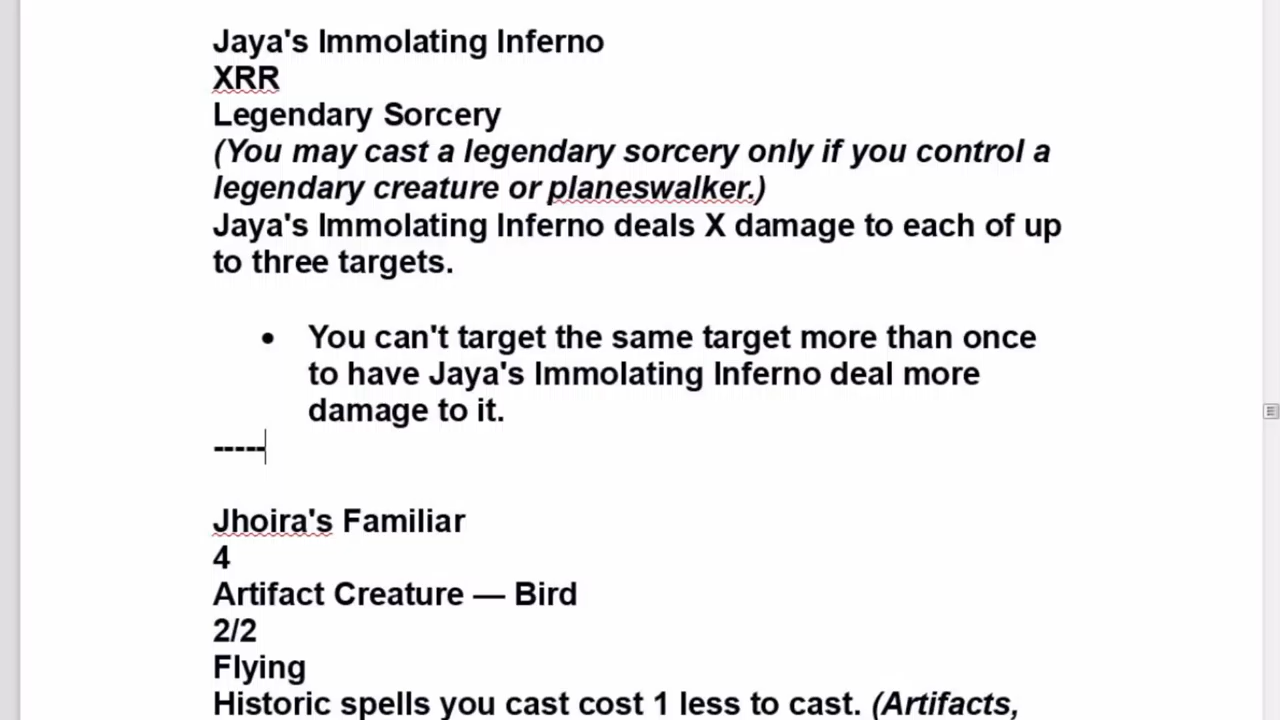 Jaya's Immolating Inferno
XRR
Legendary Sorcery
(You may cast a legendary sorcery only if you control a
legendary creature or planeswalker.)
Jaya's Immolating Inferno deals X damage to each of up
to three targets.
• You can't target the same target more than once
to have Jaya's Immolating Inferno deal more
damage to it.
-----
Jhoira's Familiar
4
Artifact Creature — Bird
2/2
Flying
Historic spells you cast cost 1 less to cast. (Artifacts,